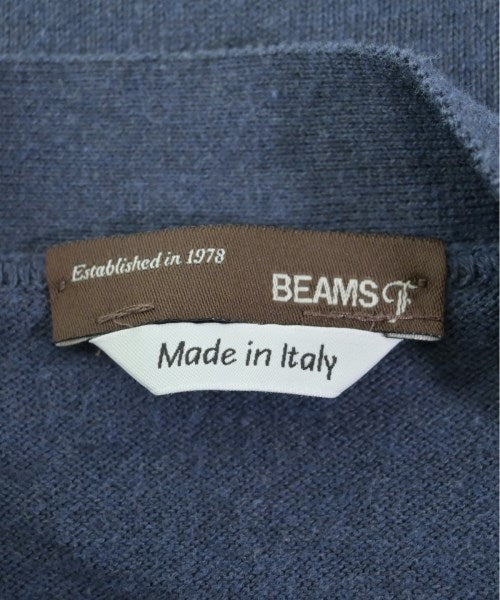 Established in 1978
BEAMS F
Made in Italy